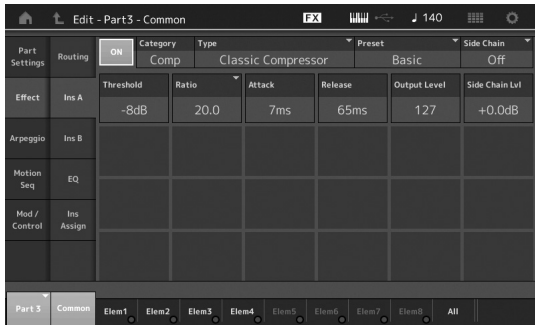 Edit - Part3 - Common
FX
♩ 140
Part Settings
Routing
ON
Category
Comp
Type
Classic Compressor
Preset
Basic
Side Chain
Off
Effect
Ins A
Threshold
-8dB
Ratio
20.0
Attack
7ms
Release
65ms
Output Level
127
Side Chain Lvl
+0.0dB
Arpeggio
Ins B
Motion Seq
EQ
Mod / Control
Ins Assign
Part 3
Common
Elem1
Elem2
Elem3
Elem4
Elem5
Elem6
Elem7
Elem8
All